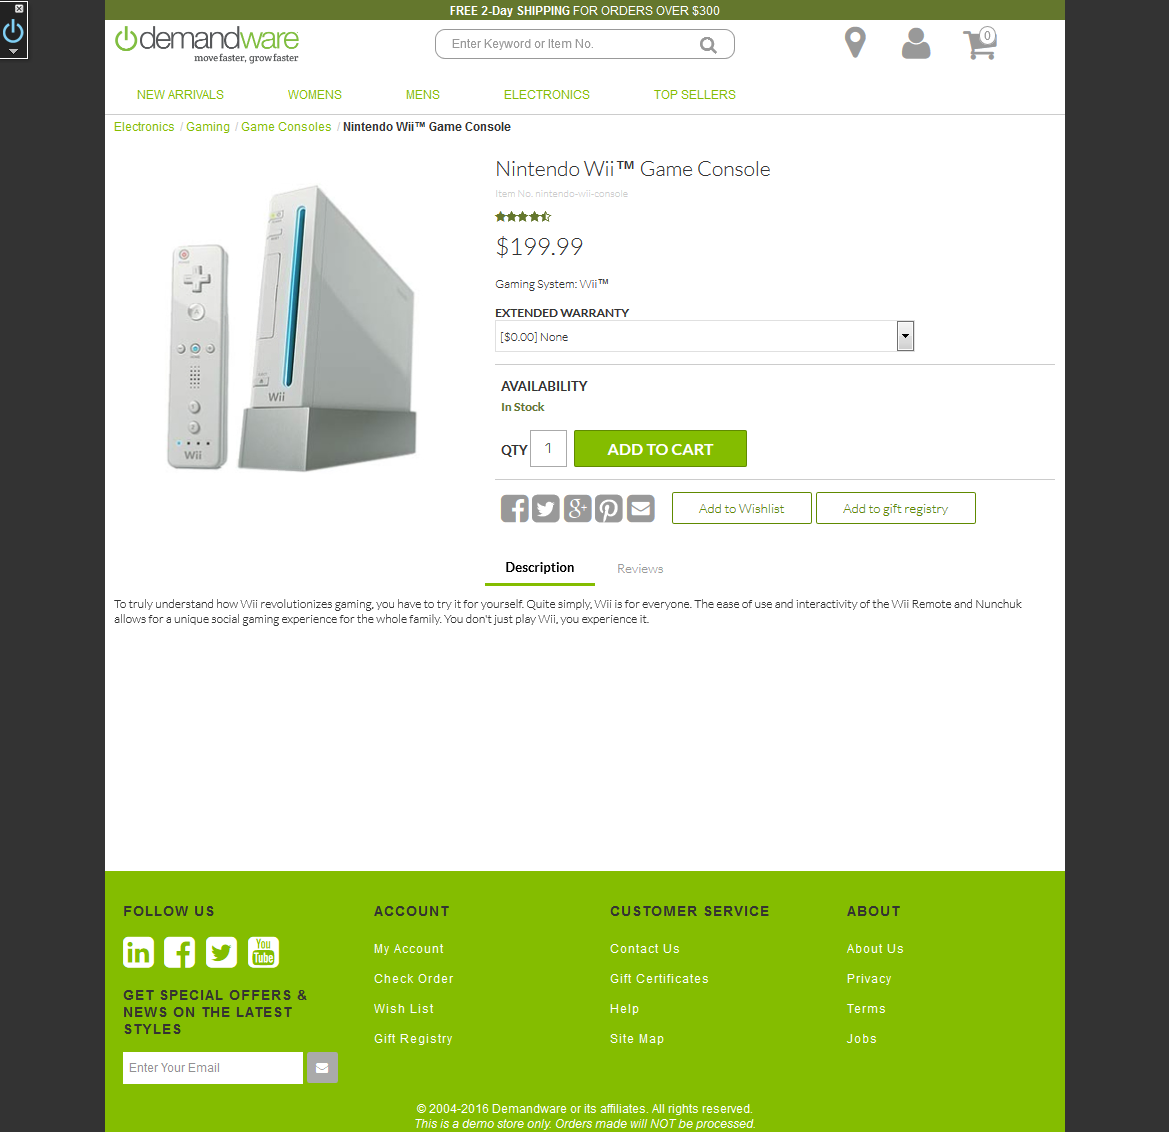 FREE 2-Day SHIPPING FOR ORDERS OVER $300
demandware
move faster, grow faster
Enter Keyword or Item No.
0
NEW ARRIVALS WOMENS MENS ELECTRONICS TOP SELLERS
Electronics / Gaming / Game Consoles / Nintendo Wii™ Game Console
Nintendo Wii™ Game Console
Item No. nintendo-wii-console
$199.99
Gaming System: Wii™
EXTENDED WARRANTY
[$0.00] None
AVAILABILITY
In Stock
QTY 1 ADD TO CART
Add to Wishlist Add to gift registry
Wii
Wii
Description Reviews
To truly understand how Wii revolutionizes gaming, you have to try it for yourself. Quite simply, Wii is for everyone. The ease of use and interactivity of the Wii Remote and Nunchuk
allows for a unique social gaming experience for the whole family. You don't just play Wii, you experience it.
FOLLOW US
in You Tube
GET SPECIAL OFFERS &
NEWS ON THE LATEST
STYLES
Enter Your Email
ACCOUNT
My Account
Check Order
Wish List
Gift Registry
CUSTOMER SERVICE
Contact Us
Gift Certificates
Help
Site Map
ABOUT
About Us
Privacy
Terms
Jobs
© 2004-2016 Demandware or its affiliates. All rights reserved.
This is a demo store only. Orders made will NOT be processed.